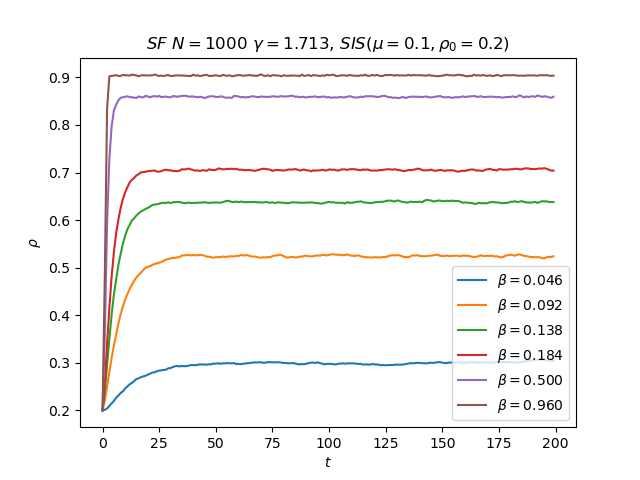 SF N = 1000 γ = 1.713, SIS(μ = 0.1, ρ₀ = 0.2)
0.9
0.8
0.7
0.6
0.5
0.4
0.3
0.2
ρ
β = 0.046
β = 0.092
β = 0.138
β = 0.184
β = 0.500
β = 0.960
0 25 50 75 100 125 150 175 200
t